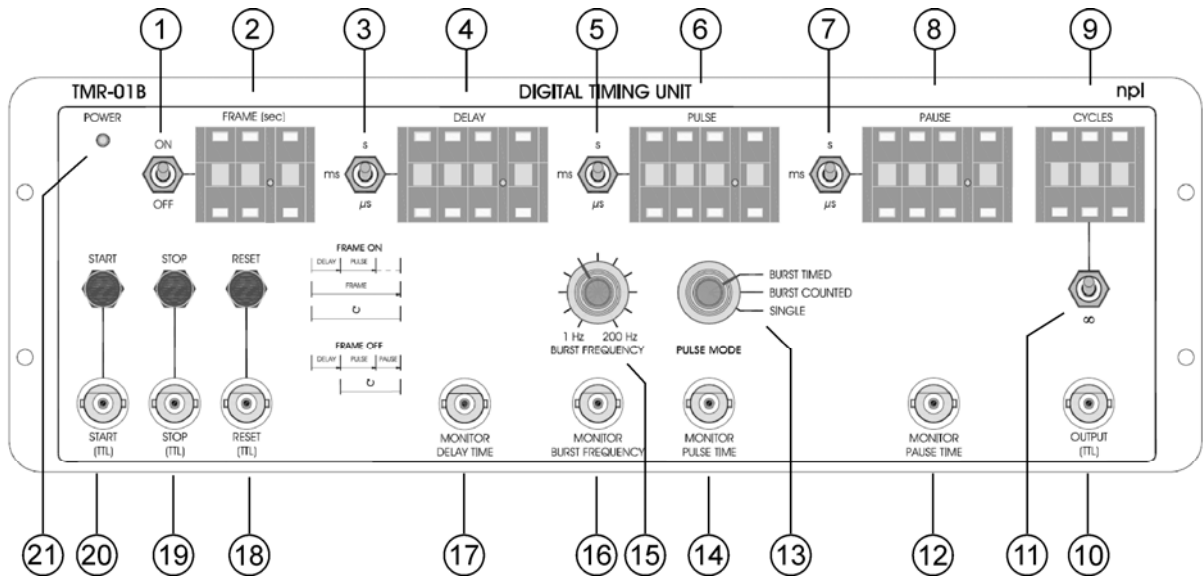 1 2 3 4 5 6 7 8 9
TMR-01B DIGITAL TIMING UNIT npl
POWER FRAME (sec) DELAY PULSE PAUSE CYCLES
ON s s s
ms ms ms
OFF µs µs µs
START STOP RESET
FRAME ON
DELAY PULSE
FRAME
FRAME OFF
DELAY PULSE PAUSE
BURST TIMED
BURST COUNTED
SINGLE
1 Hz 200 Hz
BURST FREQUENCY
PULSE MODE
∞
START
(TTL)
STOP
(TTL)
RESET
(TTL)
MONITOR
DELAY TIME
MONITOR
BURST FREQUENCY
MONITOR
PULSE TIME
MONITOR
PAUSE TIME
OUTPUT
(TTL)
21 20 19 18 17 16 15 14 13 12 11 10